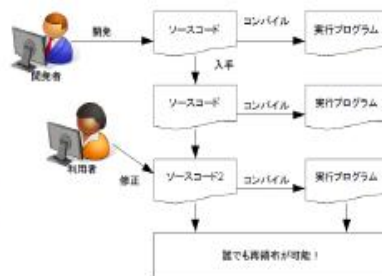 開発
ソースコード
コンパイル
実行プログラム
開発者
入手
ソースコード
コンパイル
実行プログラム
利用者
修正
ソースコード2
コンパイル
実行プログラム
誰でも再頒布が可能！